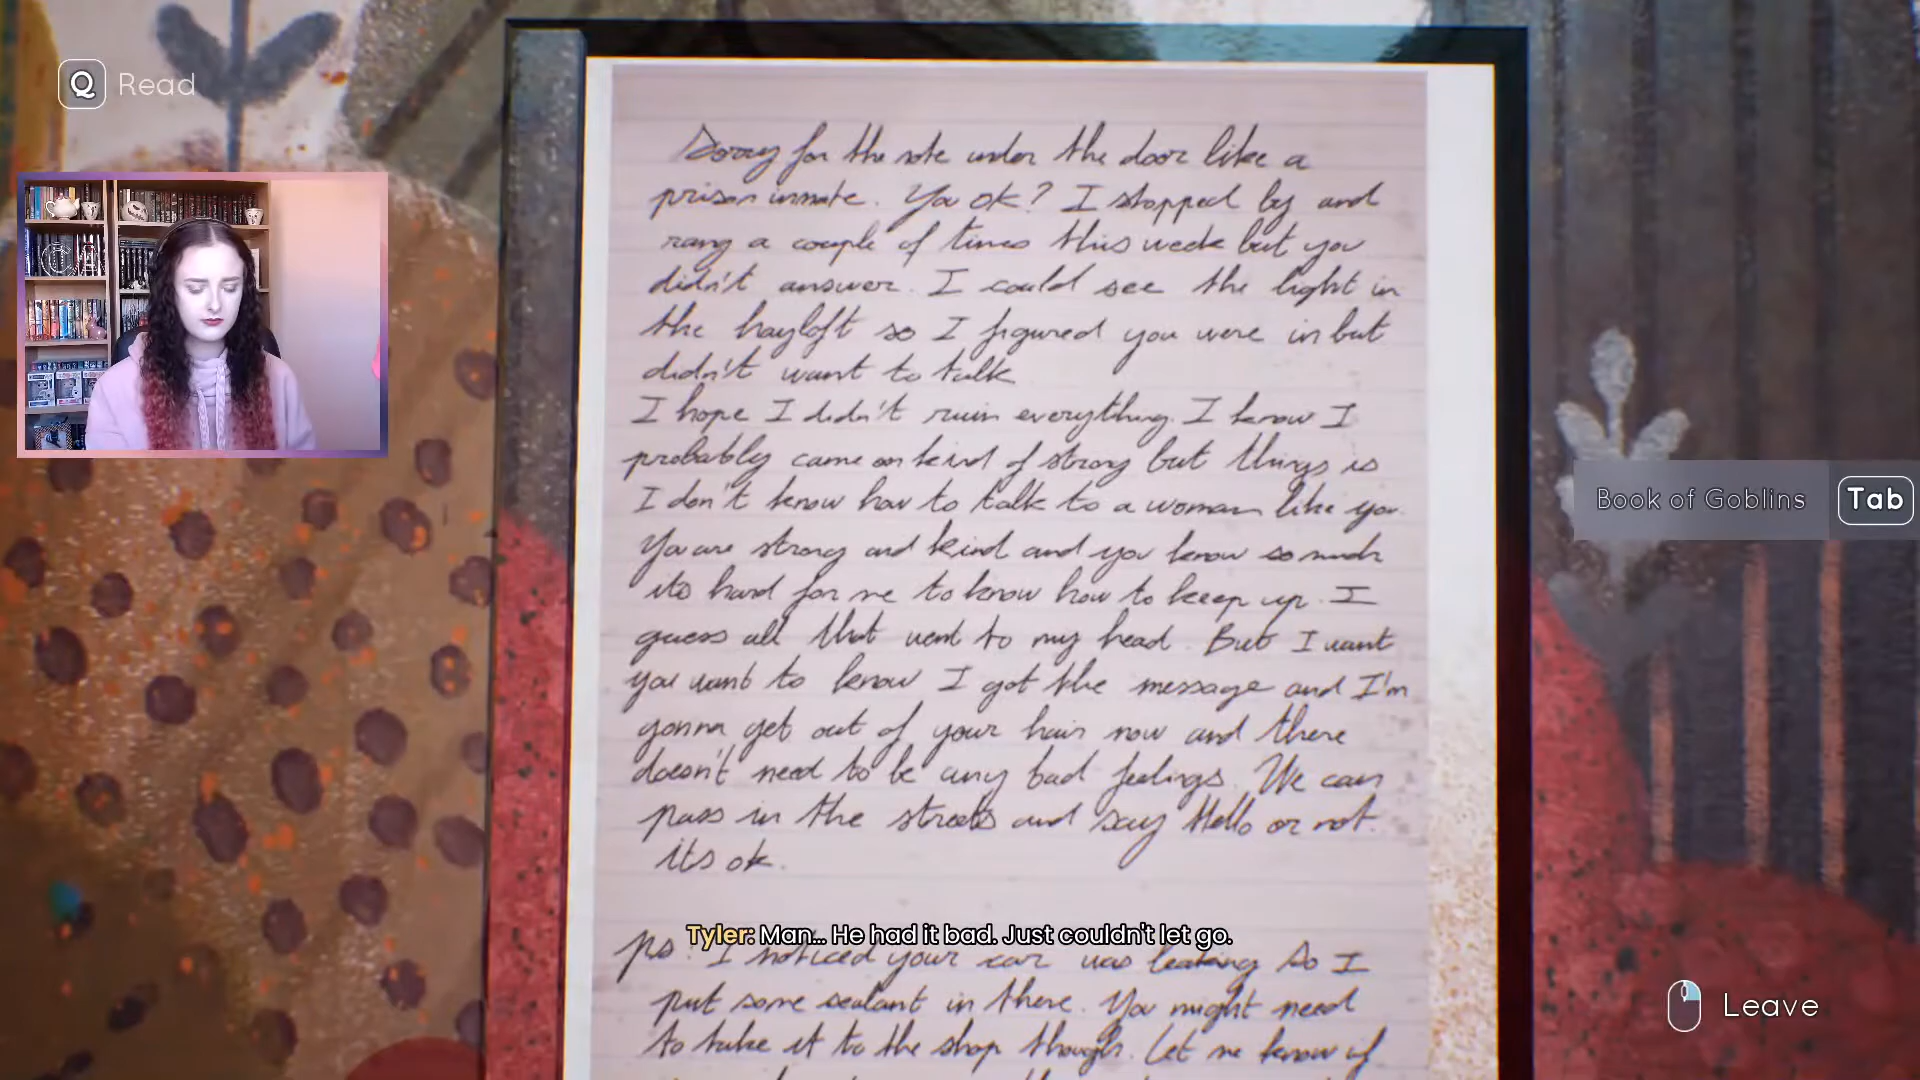 Q Read
Sorry for the note under the door like a
prison inmate. You ok? I stopped by and
rang a couple of times this week but you
didn't answer. I could see the light in
the hayloft so I figured you were in but
didn't want to talk
I hope I didn't ruin everything. I know I
probably came on kind of strong but things is
I don't know how to talk to a woman like you.
You are strong and kind and you know so much
its hard for me to know how to keep up. I
guess all that went to my head. But I want
you want to know I got the message and I'm
gonna get out of your hair now and there
doesn't need to be any bad feelings. We can
pass in the streets and say Hello or not.
its ok.
Tyler: Man... He had it bad. Just couldn't let go.
ps: I noticed your car was leaking so I
put some sealant in there. You might need
to take it to the shop though. Let me know if
Book of Goblins Tab
Leave